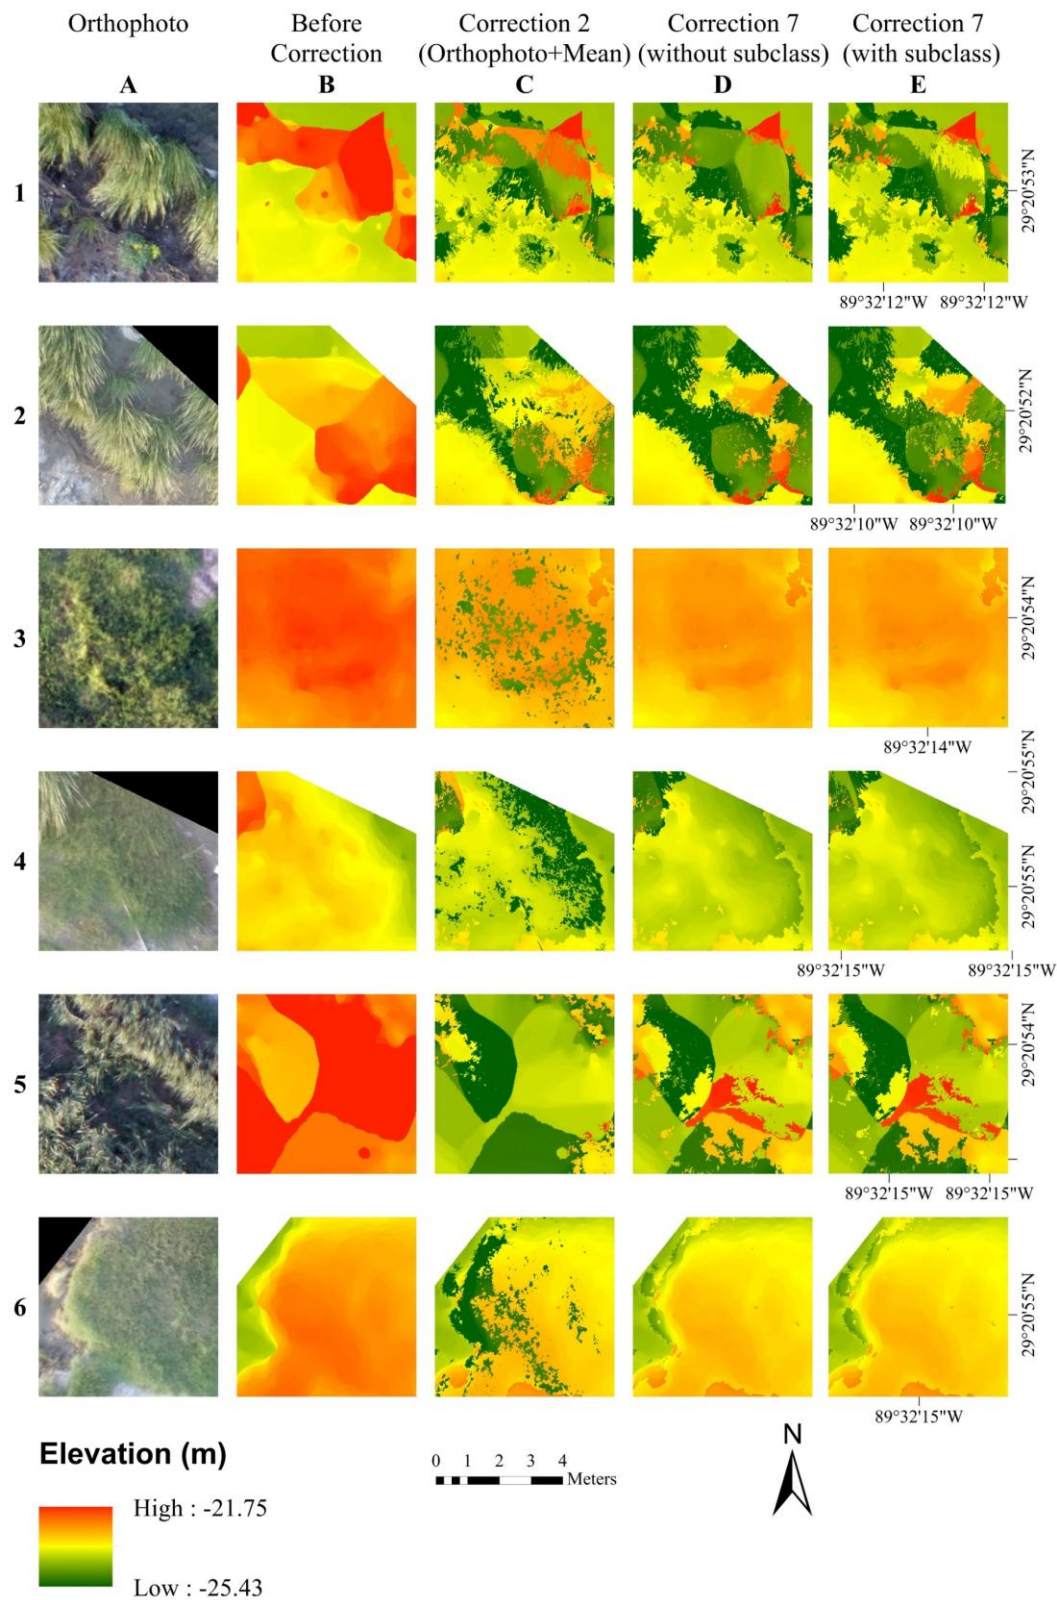 Orthophoto
Before
Correction
Correction 2
(Orthophoto+Mean)
Correction 7
(without subclass)
Correction 7
(with subclass)
A
B
C
D
E
1
29°20'53"N
89°32'12"W
89°32'12"W
2
29°20'52"N
89°32'10"W
89°32'10"W
3
29°20'54"N
89°32'14"W
4
29°20'55"N
29°20'55"N
89°32'15"W
89°32'15"W
5
29°20'54"N
89°32'15"W
89°32'15"W
6
29°20'55"N
89°32'15"W
Elevation (m)
High : -21.75
Low : -25.43
0 1 2 3 4
Meters
N